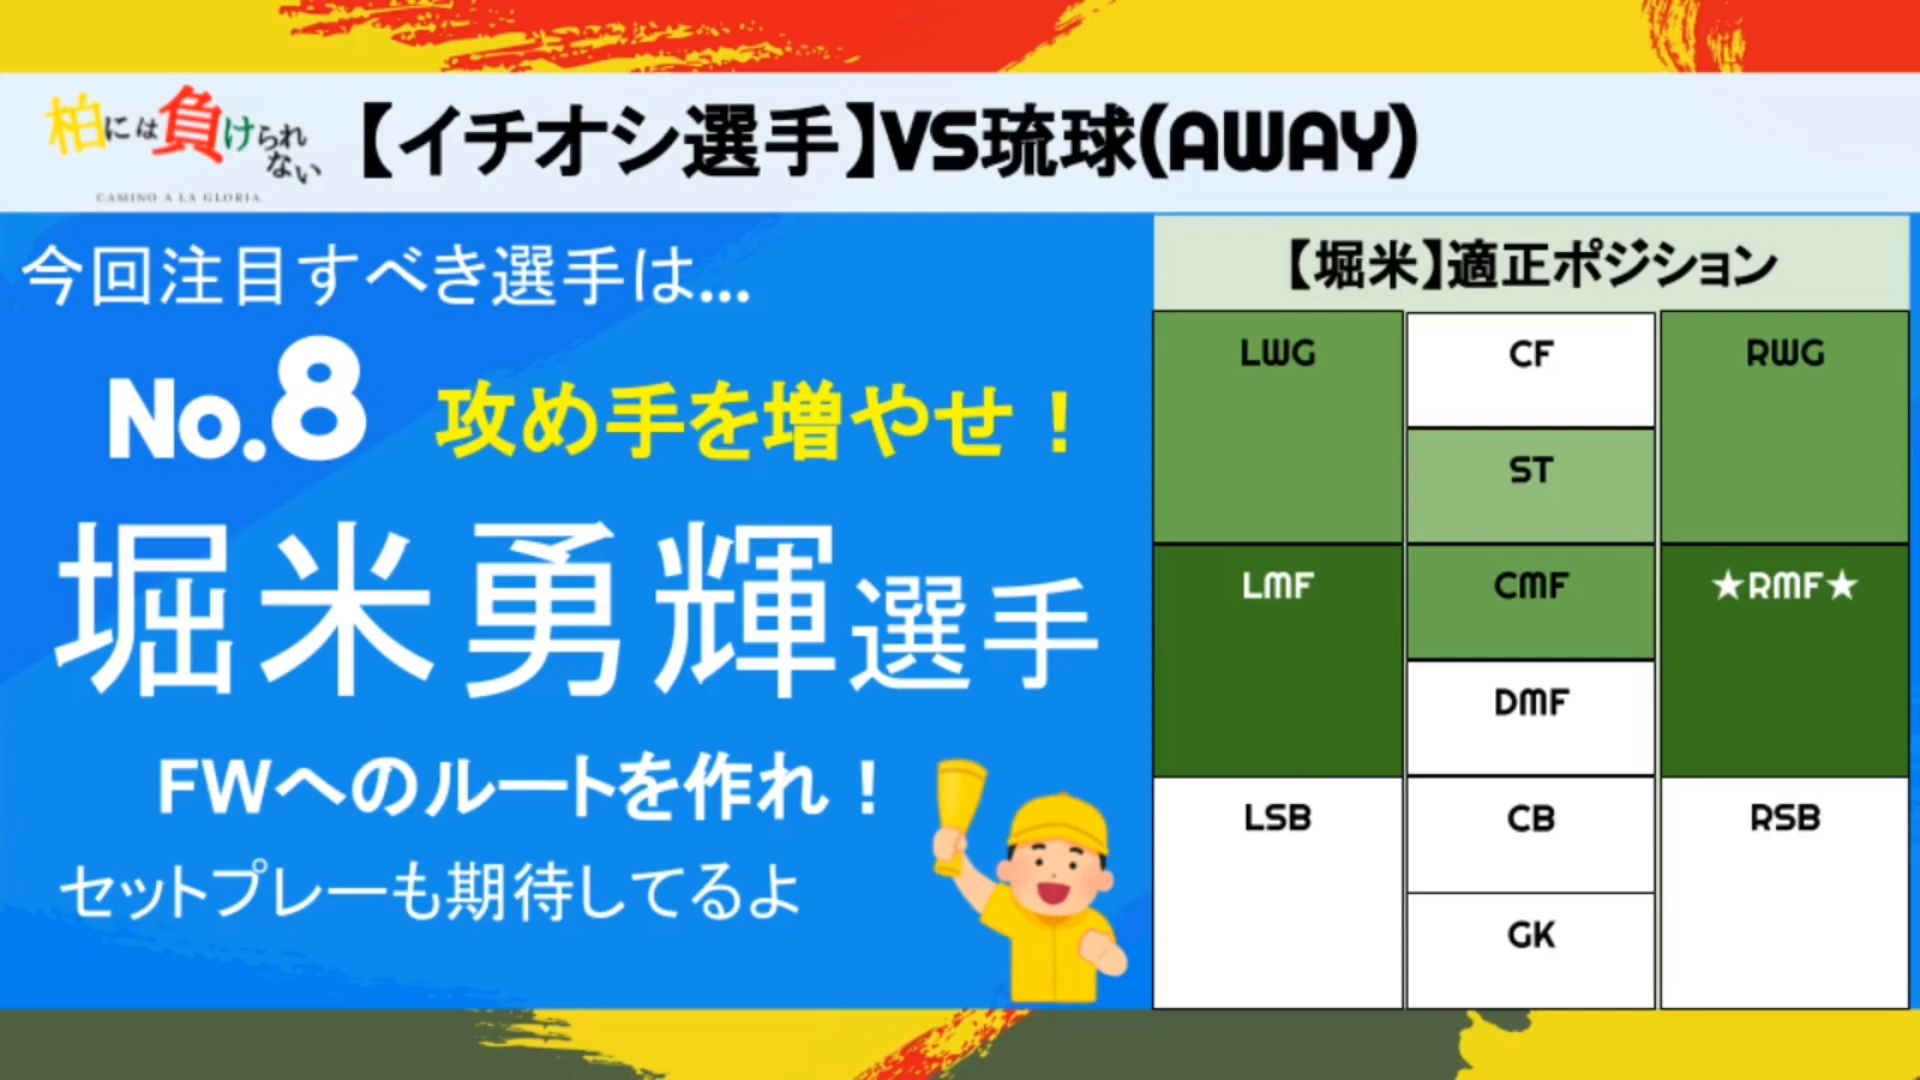 柏には負けられない
CAMINO A LA GLORIA
【イチオシ選手】VS琉球(AWAY)
今回注目すべき選手は...
No.8 攻め手を増やせ！
堀米勇輝選手
FWへのルートを作れ！
セットプレーも期待してるよ
【堀米】適正ポジション
LWG CF RWG
ST
LMF CMF ★RMF★
DMF
LSB CB RSB
GK